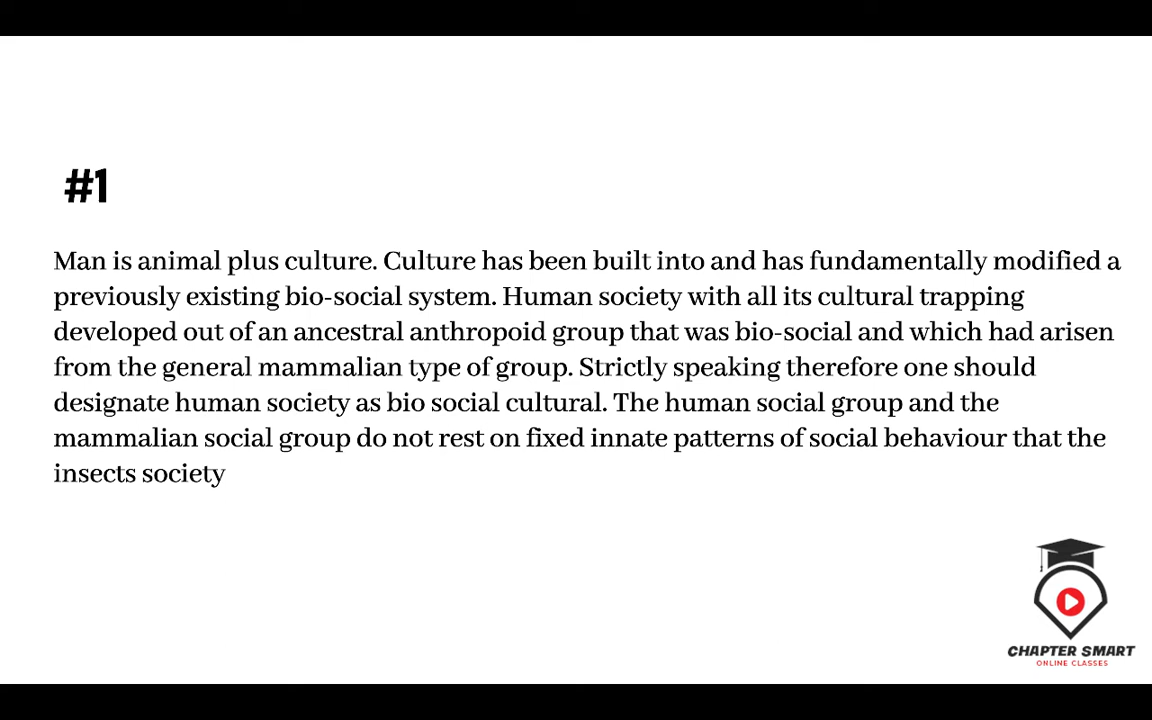 #1
Man is animal plus culture. Culture has been built into and has fundamentally modified a
previously existing bio-social system. Human society with all its cultural trapping
developed out of an ancestral anthropoid group that was bio-social and which had arisen
from the general mammalian type of group. Strictly speaking therefore one should
designate human society as bio social cultural. The human social group and the
mammalian social group do not rest on fixed innate patterns of social behaviour that the
insects society
CHAPTER SMART
ONLINE CLASSES